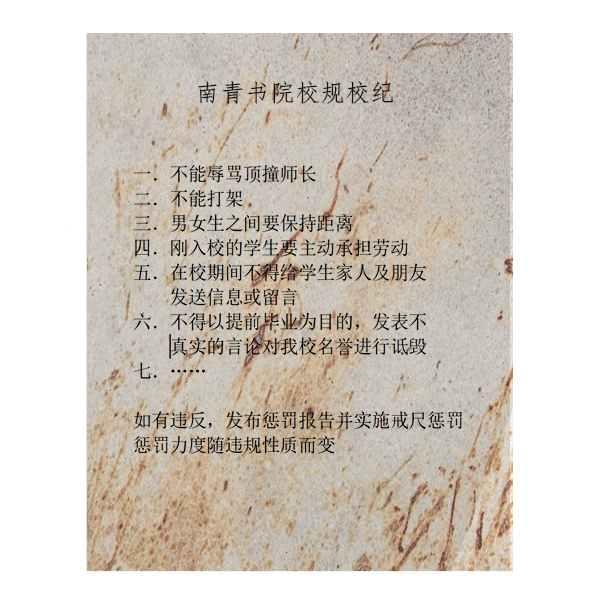 南青书院校规校纪
一．不能辱骂顶撞师长
二．不能打架
三．男女生之间要保持距离
四．刚入校的学生要主动承担劳动
五．在校期间不得给学生家人及朋友
发送信息或留言
六．不得以提前毕业为目的，发表不
真实的言论对我校名誉进行诋毁
七．……
如有违反，发布惩罚报告并实施戒尺惩罚
惩罚力度随违规性质而变